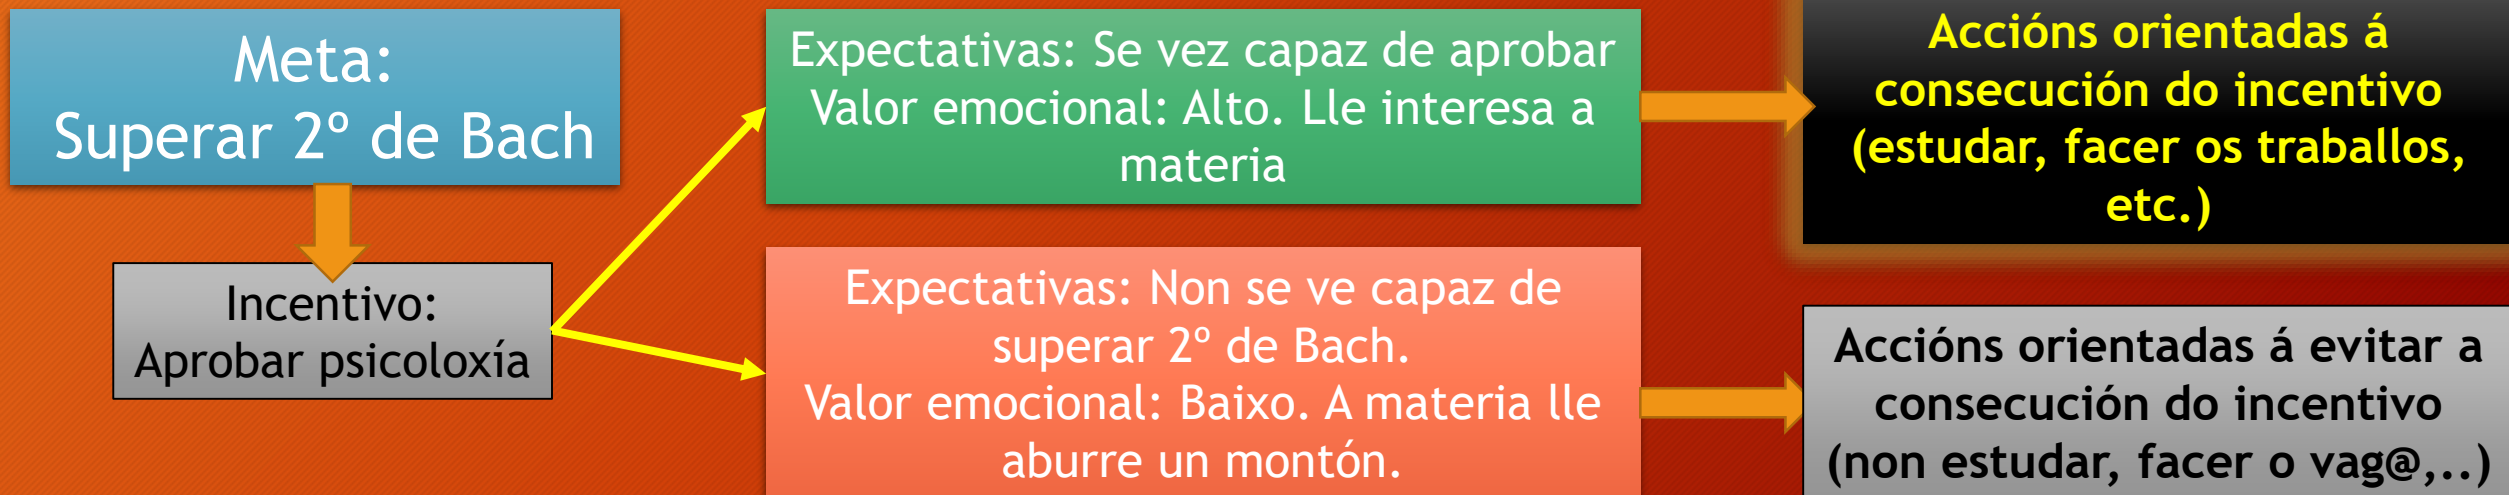 Meta:
Superar 2º de Bach
Incentivo:
Aprobar psicoloxía
Expectativas: Se vez capaz de aprobar
Valor emocional: Alto. Lle interesa a
materia
Accións orientadas á
consecución do incentivo
(estudar, facer os traballos,
etc.)
Expectativas: Non se ve capaz de
superar 2º de Bach.
Valor emocional: Baixo. A materia lle
aburre un montón.
Accións orientadas á evitar a
consecución do incentivo
(non estudar, facer o vag@,..)